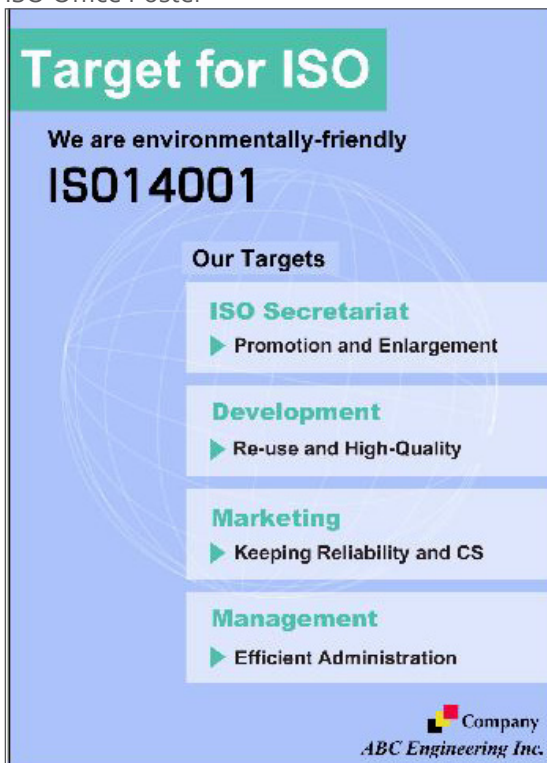 ISO Office Poster
Target for ISO
We are environmentally-friendly
ISO14001
Our Targets
ISO Secretariat
Promotion and Enlargement
Development
Re-use and High-Quality
Marketing
Keeping Reliability and CS
Management
Efficient Administration
Company
ABC Engineering Inc.